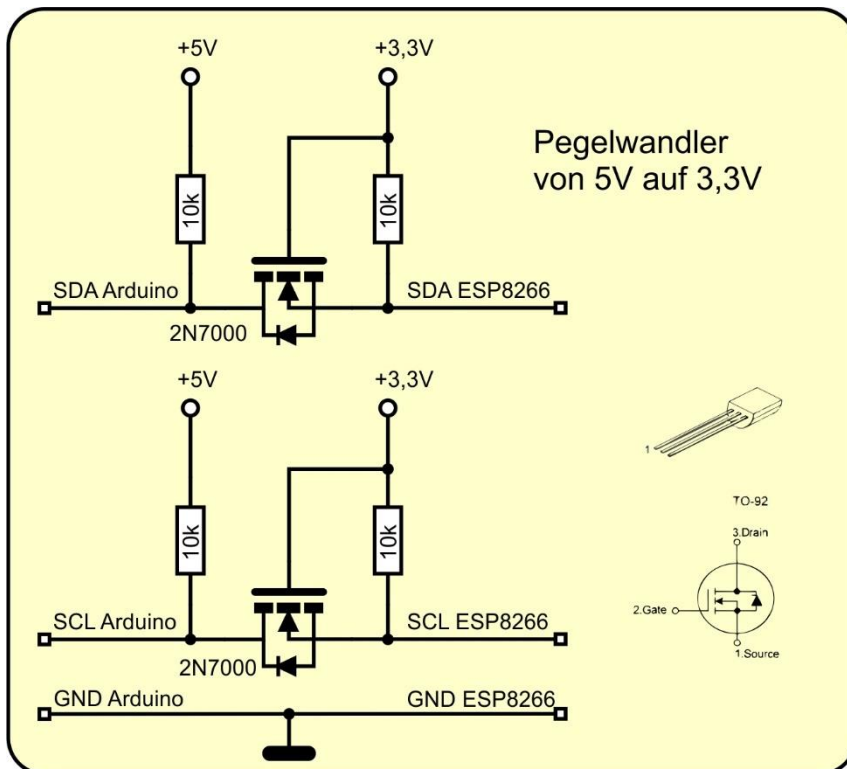 +5V
+3,3V
Pegelwandler
von 5V auf 3,3V
10k
10k
SDA Arduino
SDA ESP8266
2N7000
+5V
+3,3V
1
TO-92
10k
10k
3.Drain
2.Gate
SCL Arduino
SCL ESP8266
1.Source
2N7000
GND Arduino
GND ESP8266